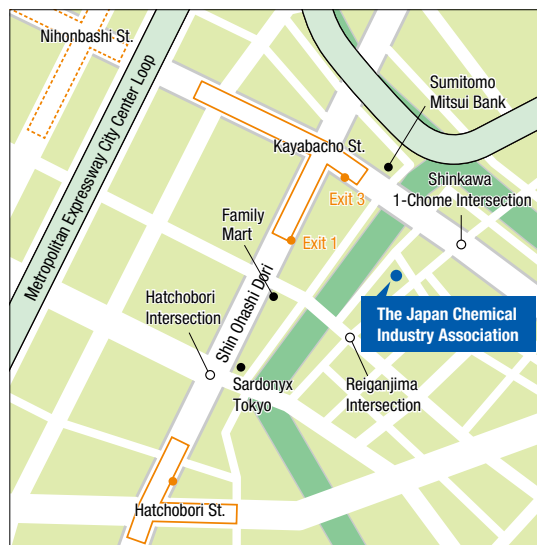 Nihonbashi St.
Metropolitan Expressway City Center Loop
Sumitomo
Mitsui Bank
Kayabacho St.
Shinkawa
1-Chome Intersection
Exit 3
Family
Mart
Exit 1
Shin Ohashi Dori
Hatchobori
Intersection
The Japan Chemical
Industry Association
Sardonyx
Tokyo
Reiganjima
Intersection
Hatchobori St.